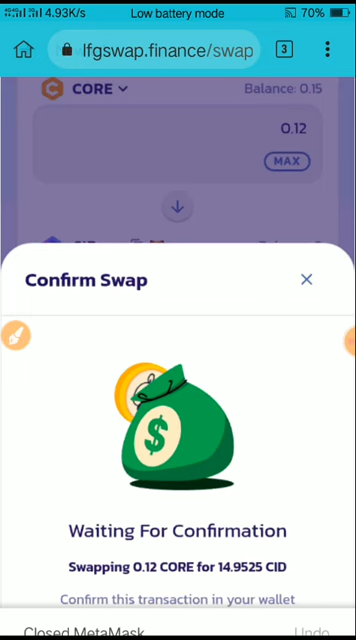 4.93K/s Low battery mode 70%
lfgswap.finance/swap 3
CORE Balance: 0.15
0.12
MAX
Confirm Swap
Waiting For Confirmation
Swapping 0.12 CORE for 14.9525 CID
Confirm this transaction in your wallet
Closed MetaMask Undo